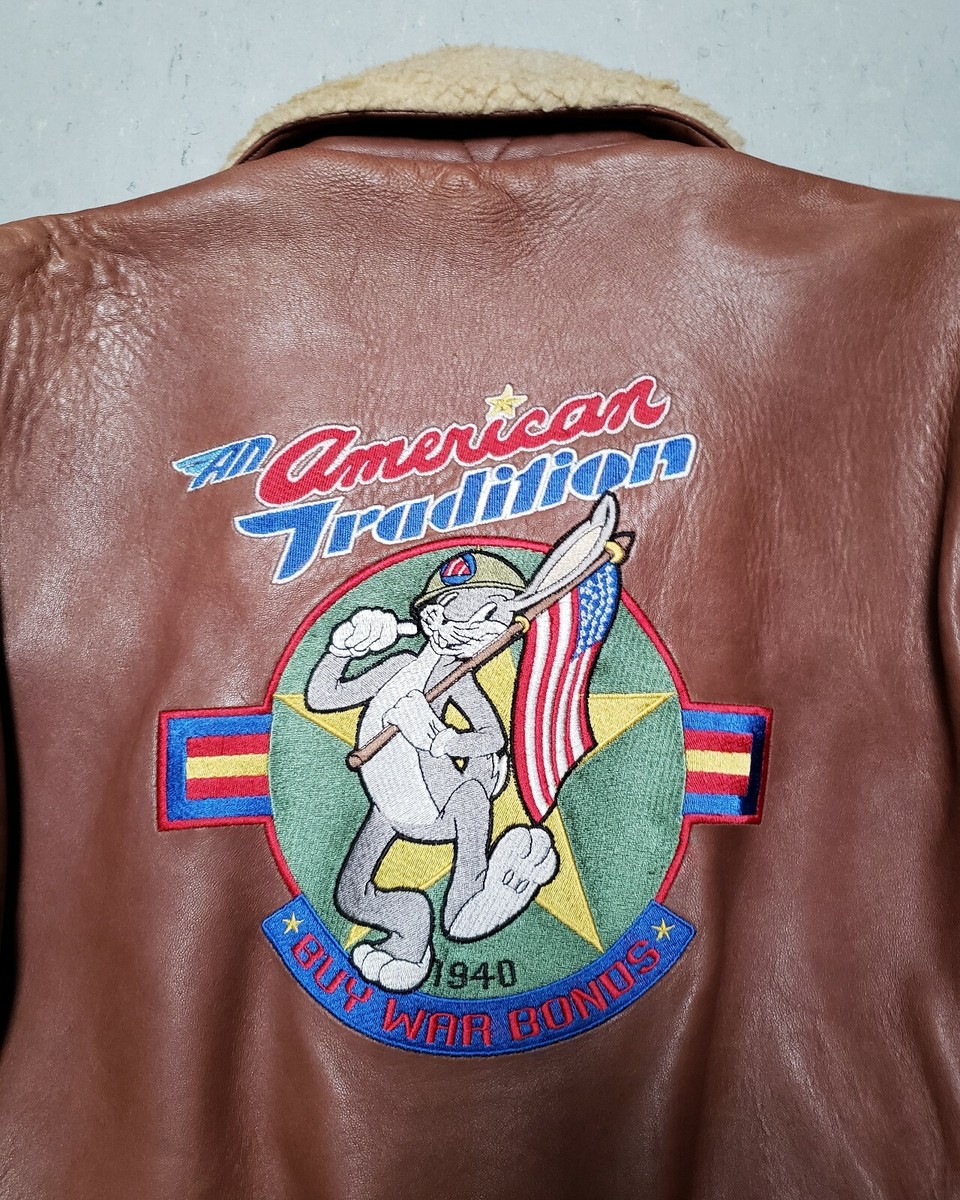 An American
Tradition
1940
BUY WAR BONDS